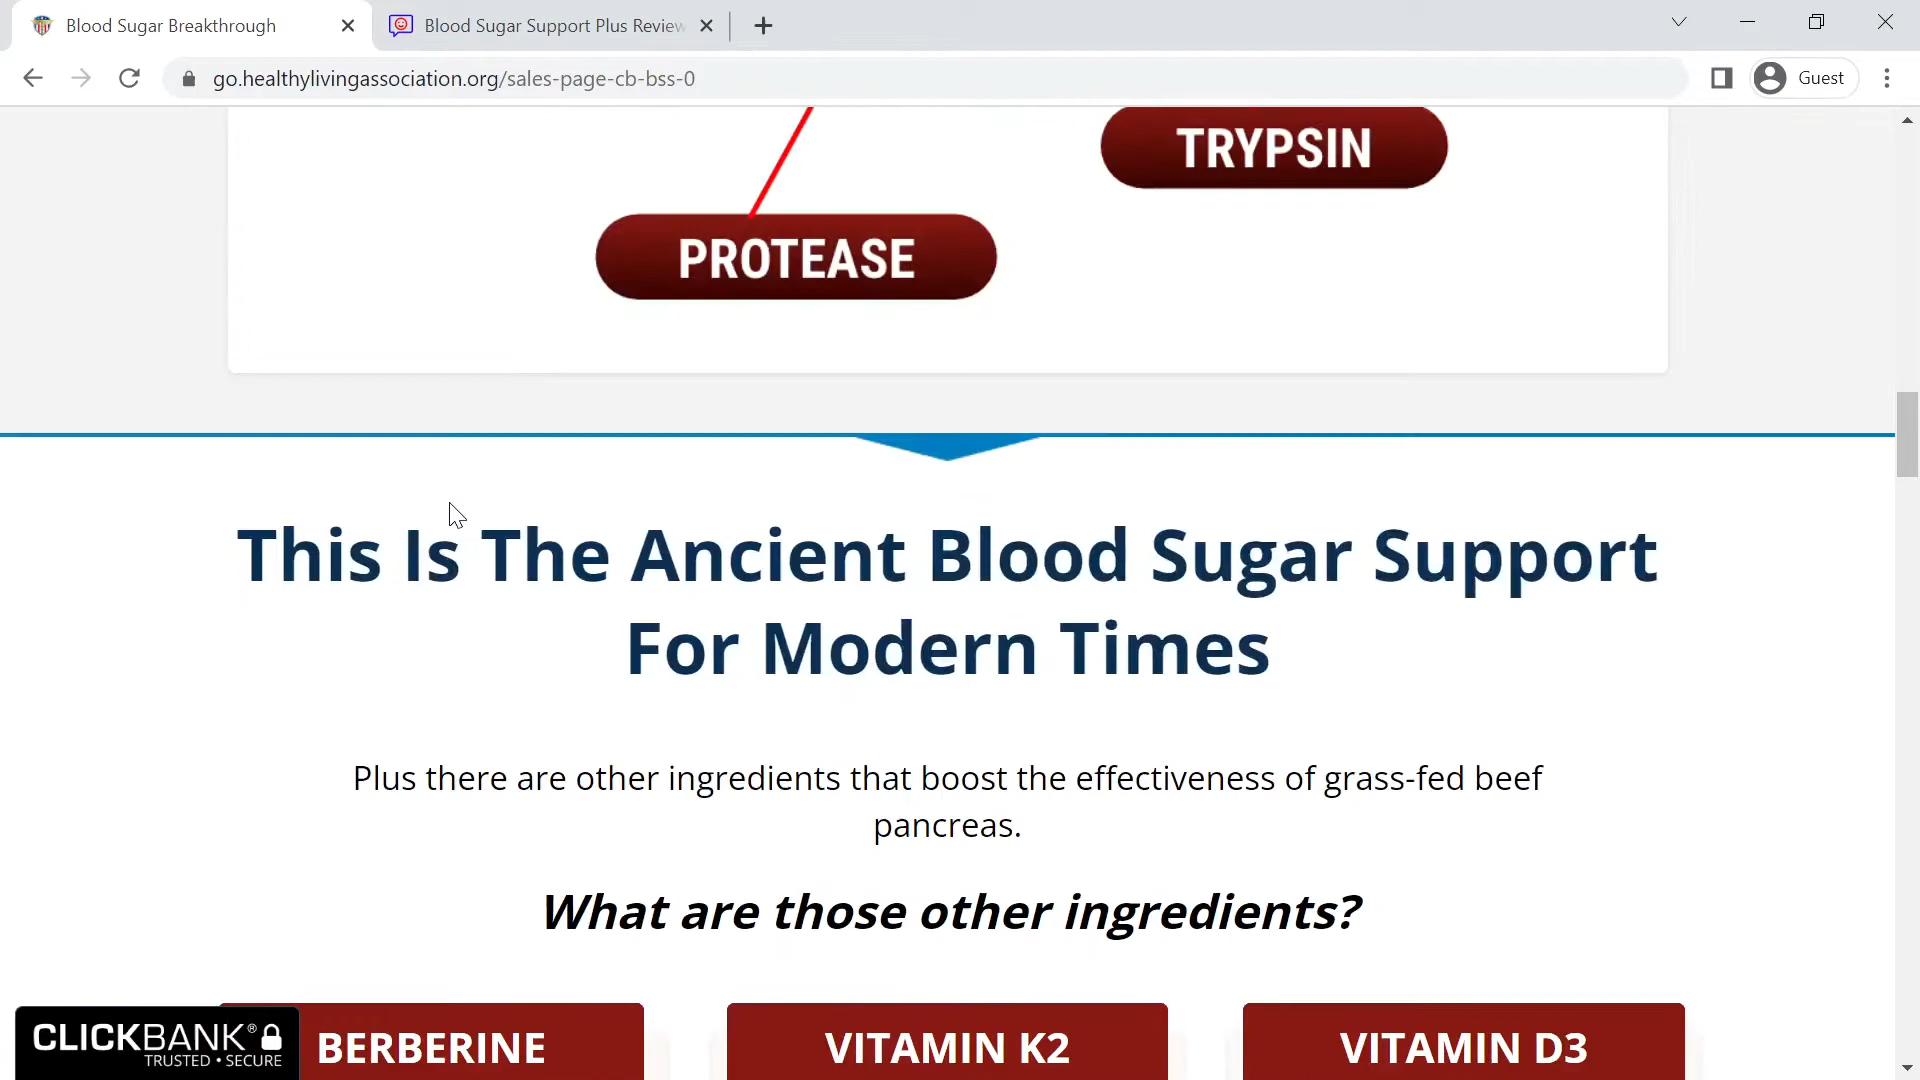 Blood Sugar Breakthrough
Blood Sugar Support Plus Review
go.healthylivingassociation.org/sales-page-cb-bss-0
Guest
TRYPSIN
PROTEASE
This Is The Ancient Blood Sugar Support
For Modern Times
Plus there are other ingredients that boost the effectiveness of grass-fed beef
pancreas.
What are those other ingredients?
CLICKBANK®
TRUSTED • SECURE
BERBERINE
VITAMIN K2
VITAMIN D3